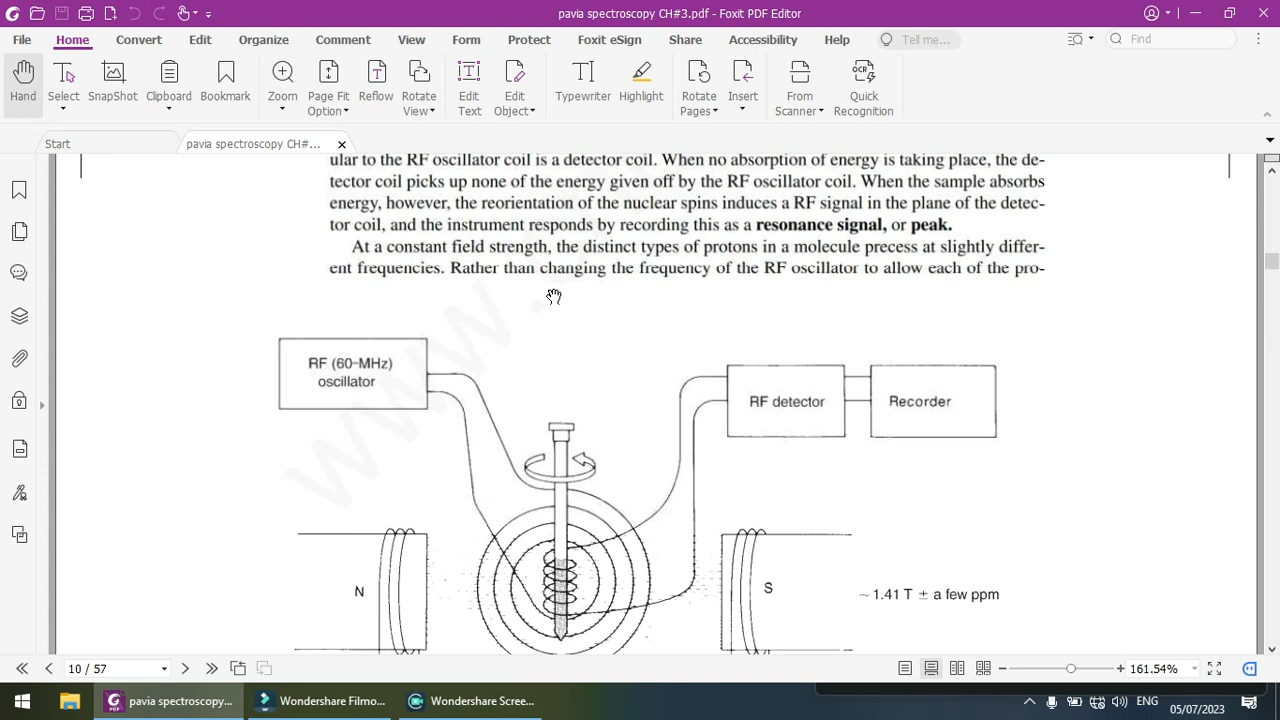 pavia spectroscopy CH#3.pdf - Foxit PDF Editor
File Home Convert Edit Organize Comment View Form Protect Foxit eSign Share Accessibility Help Tell me... Find
Hand Select SnapShot Clipboard Bookmark Zoom Page Fit Option Reflow Rotate View Edit Text Edit Object Typewriter Highlight Rotate Pages Insert From Scanner OCR Quick Recognition
Start pavia spectroscopy CH#...
ular to the RF oscillator coil is a detector coil. When no absorption of energy is taking place, the de-
tector coil picks up none of the energy given off by the RF oscillator coil. When the sample absorbs
energy, however, the reorientation of the nuclear spins induces a RF signal in the plane of the detec-
tor coil, and the instrument responds by recording this as a resonance signal, or peak.
At a constant field strength, the distinct types of protons in a molecule precess at slightly differ-
ent frequencies. Rather than changing the frequency of the RF oscillator to allow each of the pro-
RF (60-MHz)
oscillator
RF detector
Recorder
N
S
~ 1.41 T ± a few ppm
www.
10 / 57
161.54%
pavia spectroscopy... Wondershare Filmo... Wondershare Scree...
ENG
05/07/2023